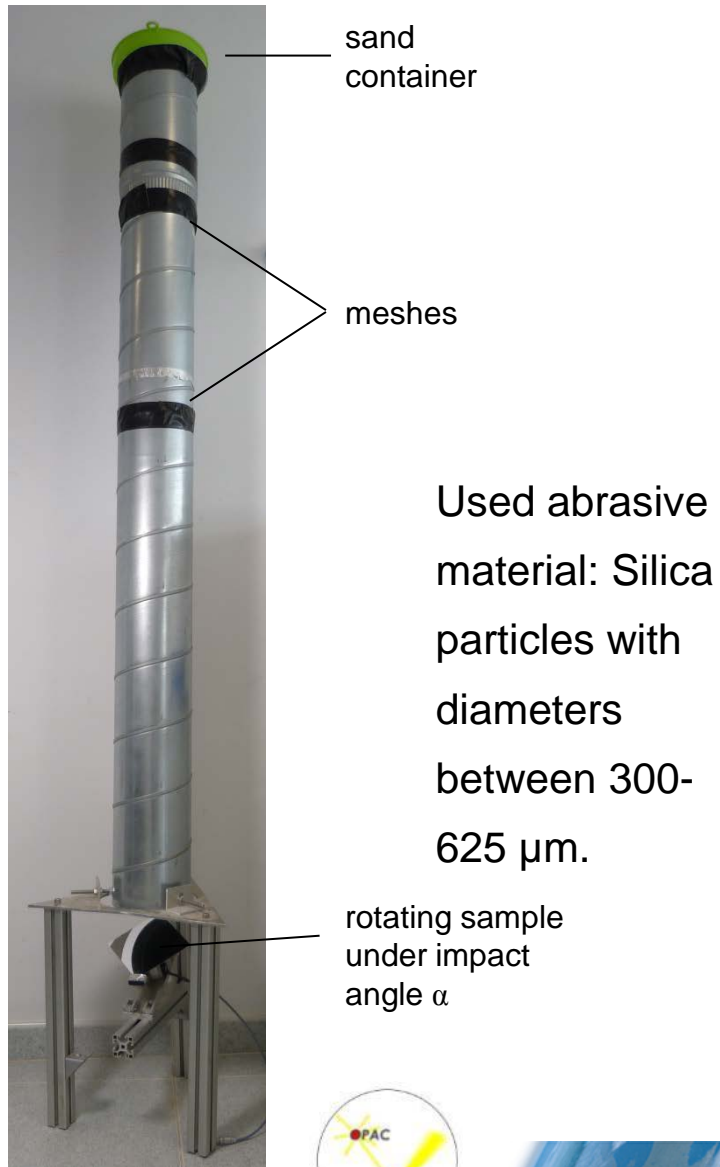 sand
container
meshes
Used abrasive
material: Silica
particles with
diameters
between 300-
625 µm.
rotating sample
under impact
angle α
OPAC